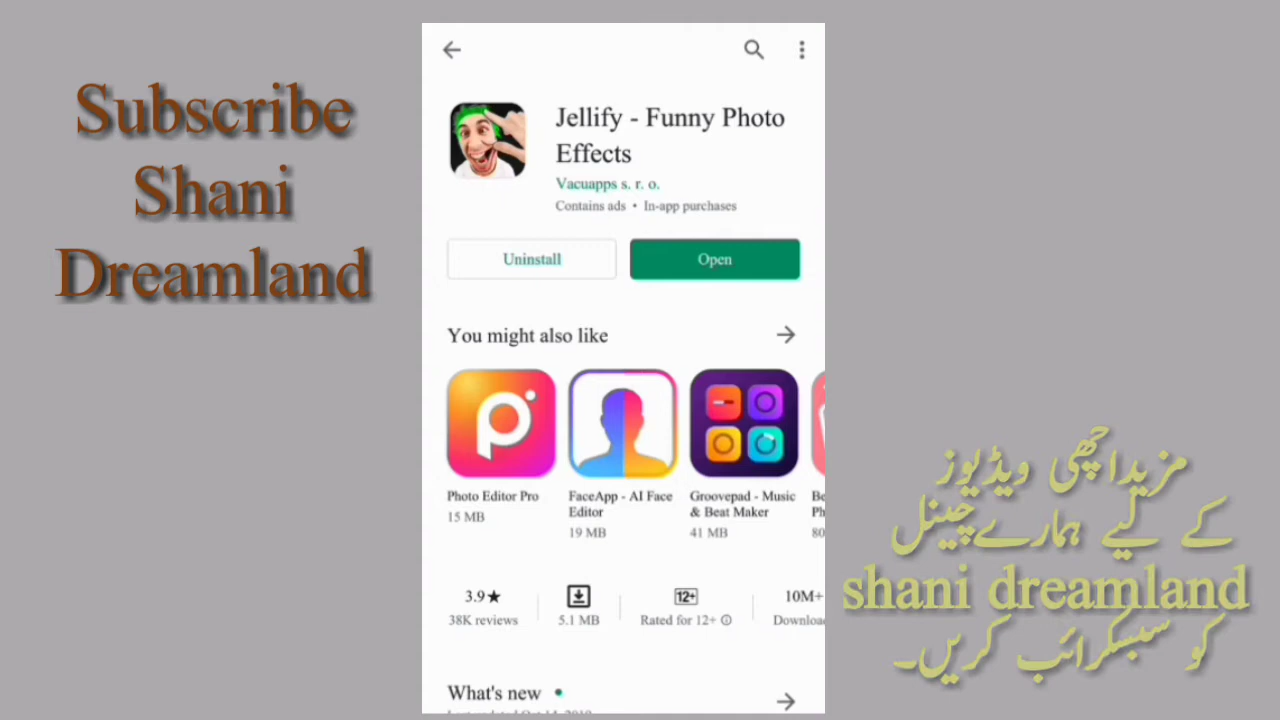 Subscribe
Shani
Dreamland
Jellify - Funny Photo
Effects
Vacuapps s. r. o.
Contains ads • In-app purchases
Uninstall
Open
You might also like
Photo Editor Pro
15 MB
FaceApp - AI Face
Editor
19 MB
Groovepad - Music
& Beat Maker
41 MB
3.9★
38K reviews
5.1 MB
12+
Rated for 12+
10M+
What's new
مزید اچھی ویڈیوز
کے لیے ہمارے چینل
shani dreamland
کو سبسکرائب کریں۔